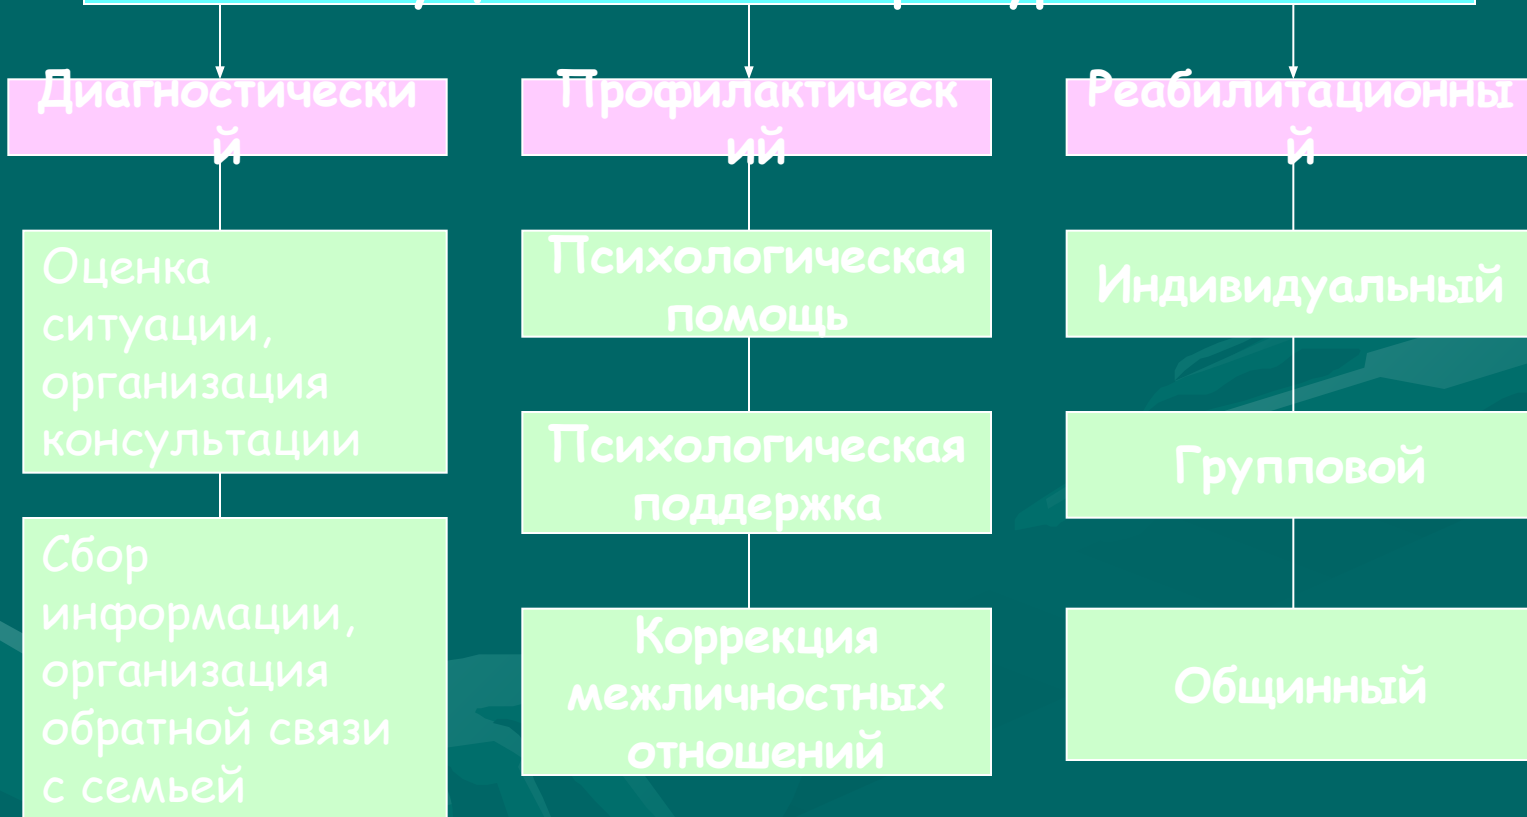 Диагностически
й
Оценка
ситуации,
организация
консультации
Сбор
информации,
организация
обратной связи
с семьей
Профилактическ
ий
Психологическая
помощь
Психологическая
поддержка
Коррекция
межличностных
отношений
Реабилитационны
й
Индивидуальный
Групповой
Общинный